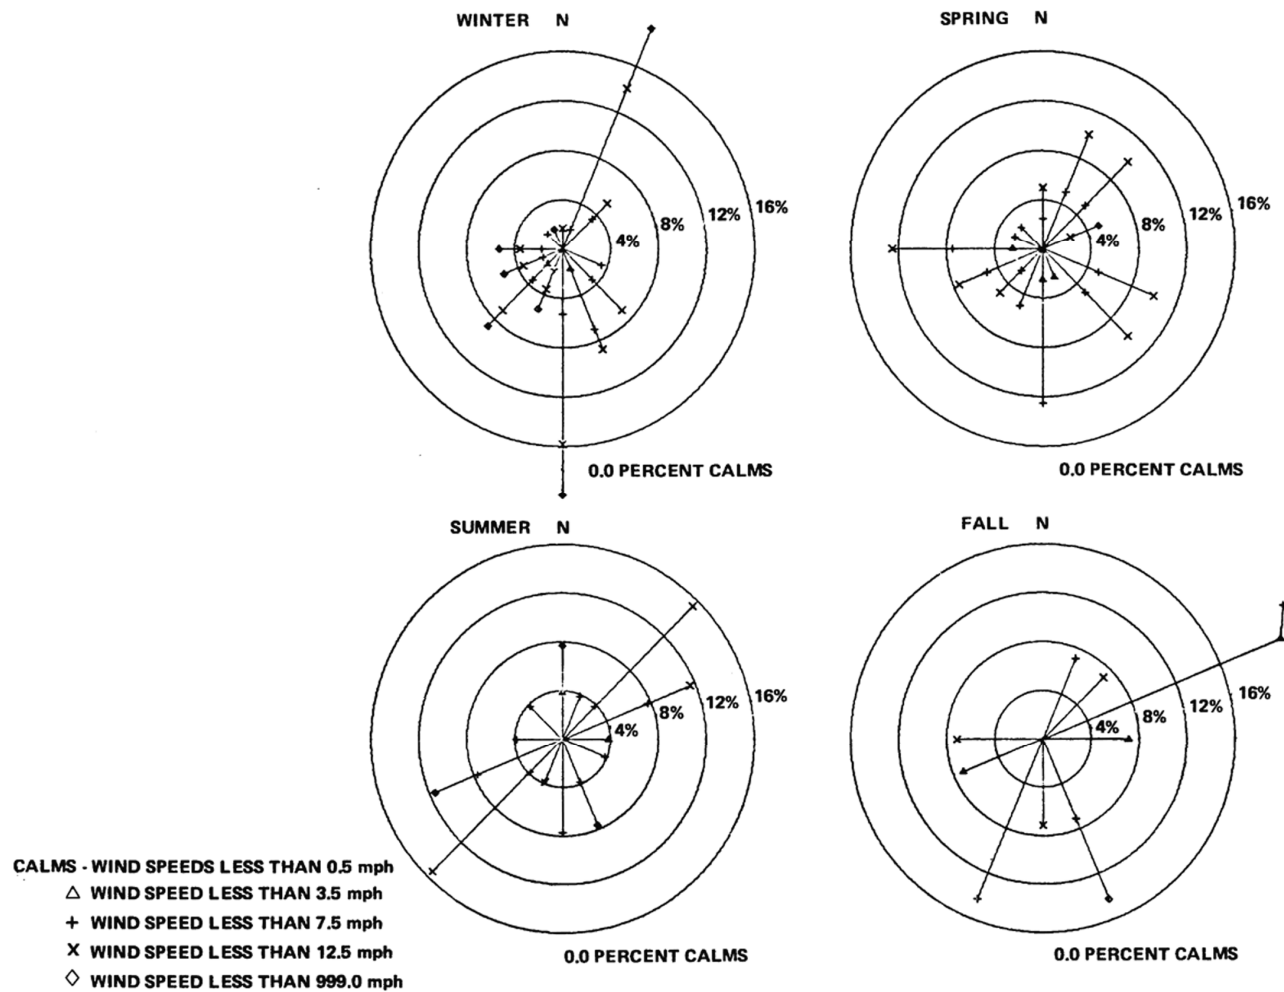 WINTER N
4%
8%
12%
16%
0.0 PERCENT CALMS
SPRING N
4%
8%
12%
16%
0.0 PERCENT CALMS
SUMMER N
4%
8%
12%
16%
0.0 PERCENT CALMS
FALL N
4%
8%
12%
16%
0.0 PERCENT CALMS
CALMS - WIND SPEEDS LESS THAN 0.5 mph
△ WIND SPEED LESS THAN 3.5 mph
+ WIND SPEED LESS THAN 7.5 mph
X WIND SPEED LESS THAN 12.5 mph
◇ WIND SPEED LESS THAN 999.0 mph